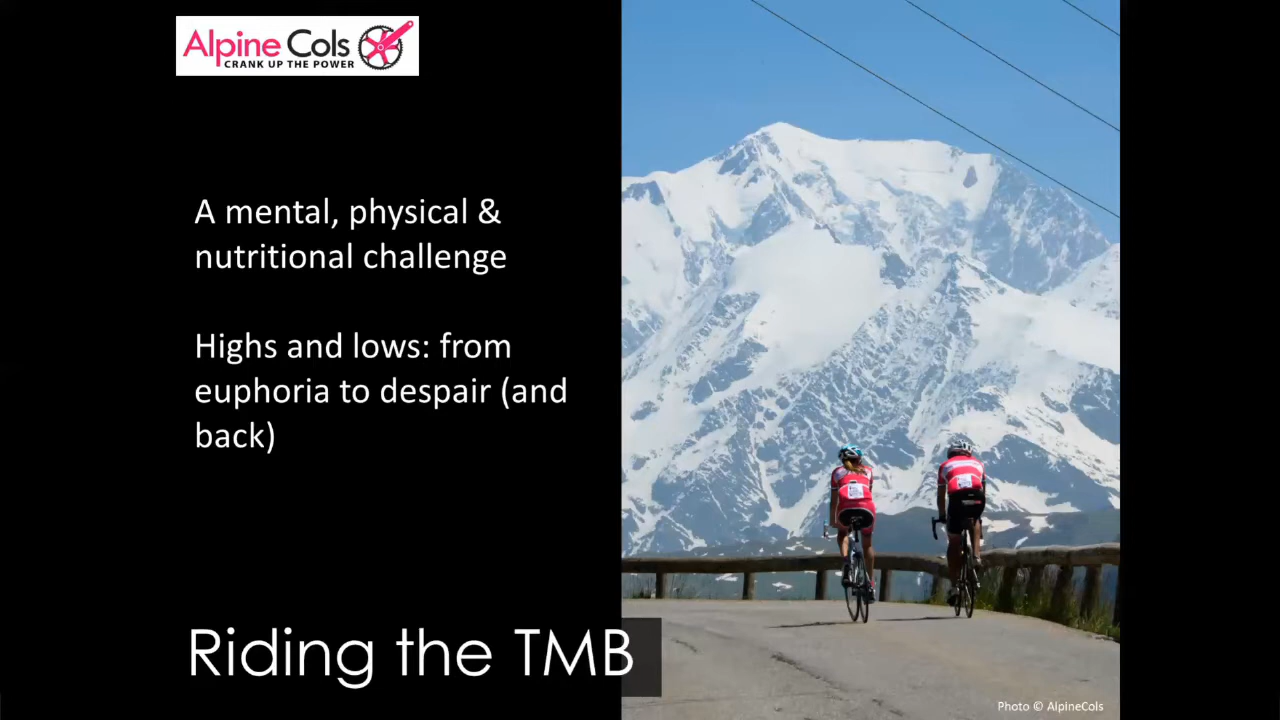 Alpine Cols
CRANK UP THE POWER
A mental, physical &
nutritional challenge
Highs and lows: from
euphoria to despair (and
back)
Riding the TMB
Photo © AlpineCols